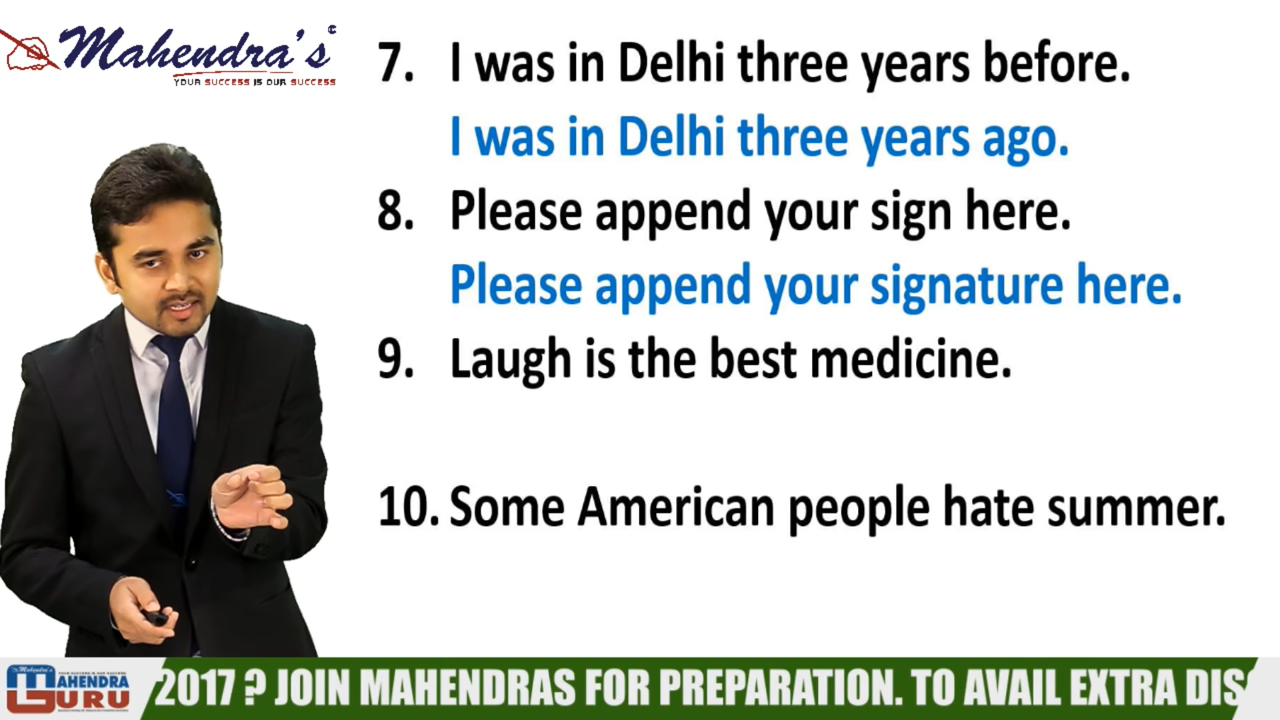 Mahendra's
YOUR SUCCESS IS OUR SUCCESS
7. I was in Delhi three years before.
I was in Delhi three years ago.
8. Please append your sign here.
Please append your signature here.
9. Laugh is the best medicine.
10. Some American people hate summer.
Mahendra's
MAHENDRA
GURU
2017 ? JOIN MAHENDRAS FOR PREPARATION. TO AVAIL EXTRA DIS